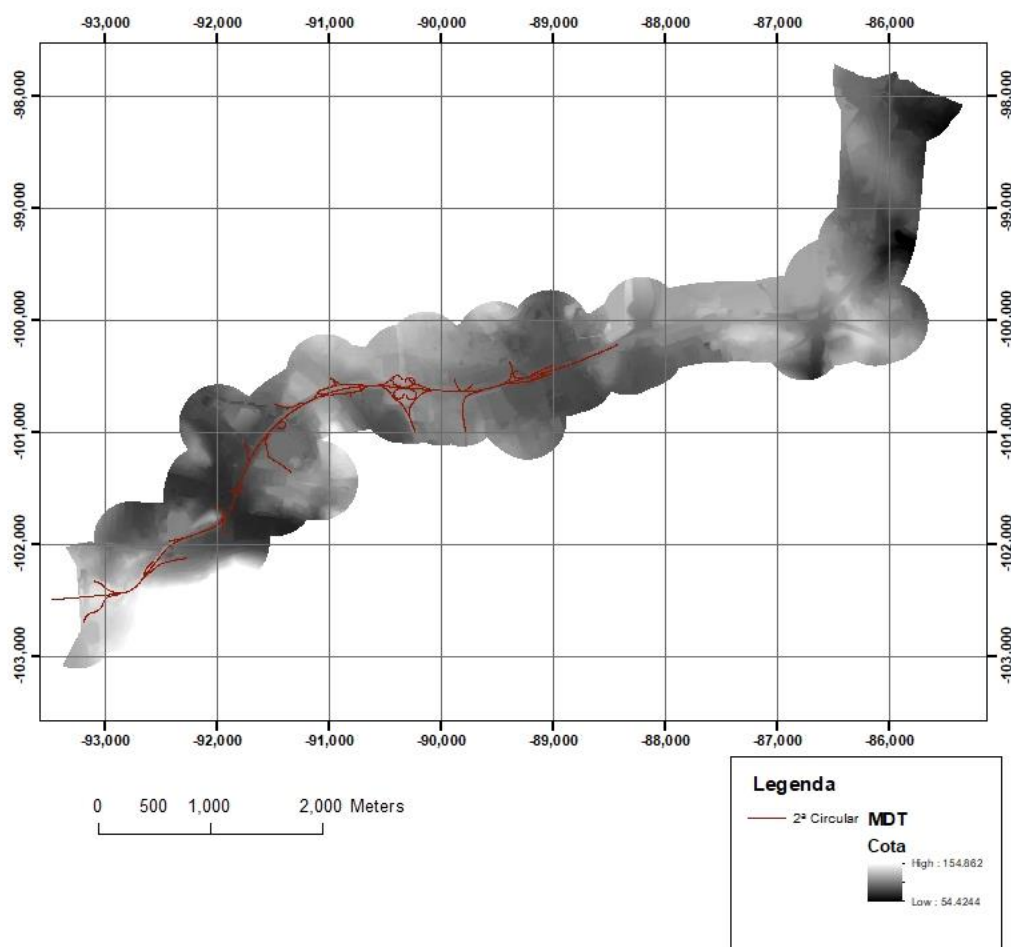 -93,000 -92,000 -91,000 -90,000 -89,000 -88,000 -87,000 -86,000
-98,000 -98,000
-99,000 -99,000
-100,000 -100,000
-101,000 -101,000
-102,000 -102,000
-103,000 -103,000
-93,000 -92,000 -91,000 -90,000 -89,000 -88,000 -87,000 -86,000
0 500 1,000 2,000 Meters
Legenda
2ª Circular MDT
Cota
High : 154.862
Low : 54.4244